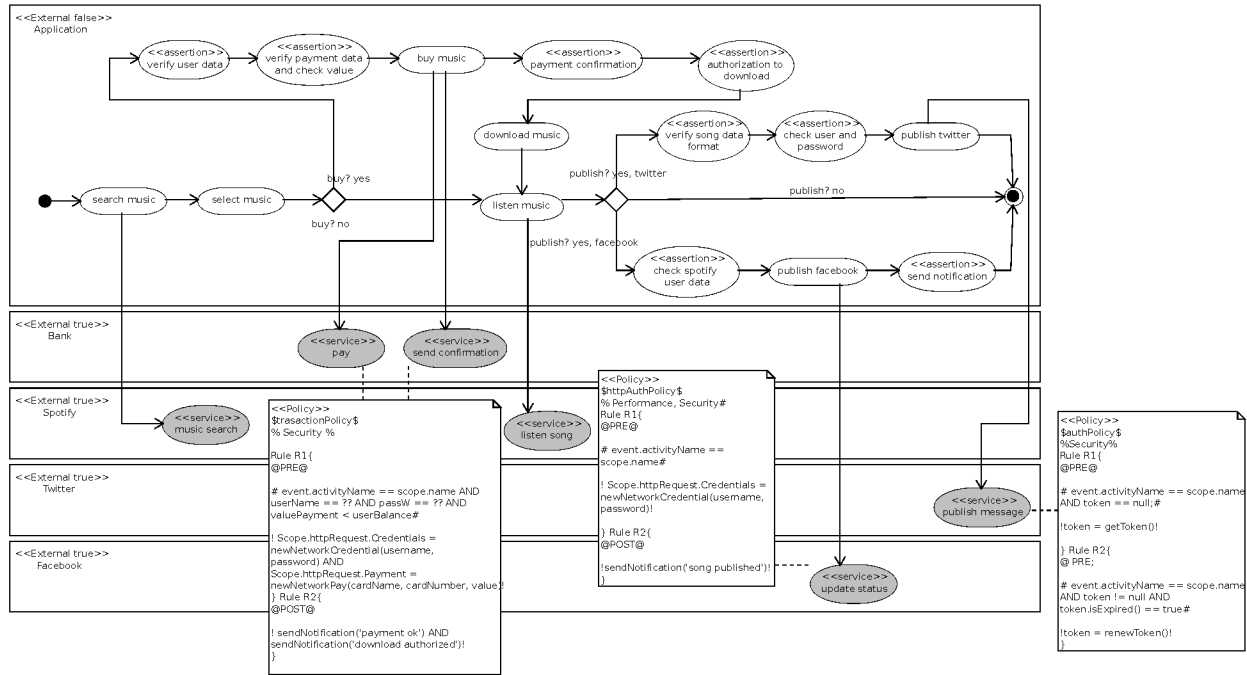 <<External false>>
Application
<<assertion>>
verify user data
<<assertion>>
verify payment data
and check value
buy music
<<assertion>>
payment confirmation
<<assertion>>
authorization to
download
download music
<<assertion>>
verify song data
format
<<assertion>>
check user and
password
publish twitter
buy? yes
publish? yes, twitter
publish? no
search music
select music
listen music
buy? no
publish? yes, facebook
<<assertion>>
check spotify
user data
publish facebook
<<assertion>>
send notification
<<External true>>
Bank
<<service>>
pay
<<service>>
send confirmation
<<External true>>
Spotify
<<service>>
music search
<<service>>
listen song
<<External true>>
Twitter
<<service>>
publish message
<<External true>>
Facebook
<<service>>
update status
<<Policy>>
$trasactionPolicy$
% Security %
Rule R1{
@PRE@
# event.activityName == scope.name AND
userName == ?? AND passW == ?? AND
valuePayment < userBalance#
! Scope.httpRequest.Credentials =
newNetworkCredential(username,
password) AND
Scope.httpRequest.Payment =
newNetworkPay(cardName, cardNumber, value)!
} Rule R2{
@POST@
! sendNotification('payment ok') AND
sendNotification('download authorized')!
}
<<Policy>>
$httpAuthPolicy$
% Performance, Security#
Rule R1{
@PRE@
# event.activityName ==
scope.name#
! Scope.httpRequest.Credentials =
newNetworkCredential(username,
password)!
} Rule R2{
@POST@
!sendNotification('song published')!
}
<<Policy>>
$authPolicy$
%Security%
Rule R1{
@PRE@
# event.activityName == scope.name
AND token == null;#
!token = getToken()!
} Rule R2{
@ PRE;
# event.activityName == scope.name
AND token != null AND
token.isExpired() == true#
!token = renewToken()!
}